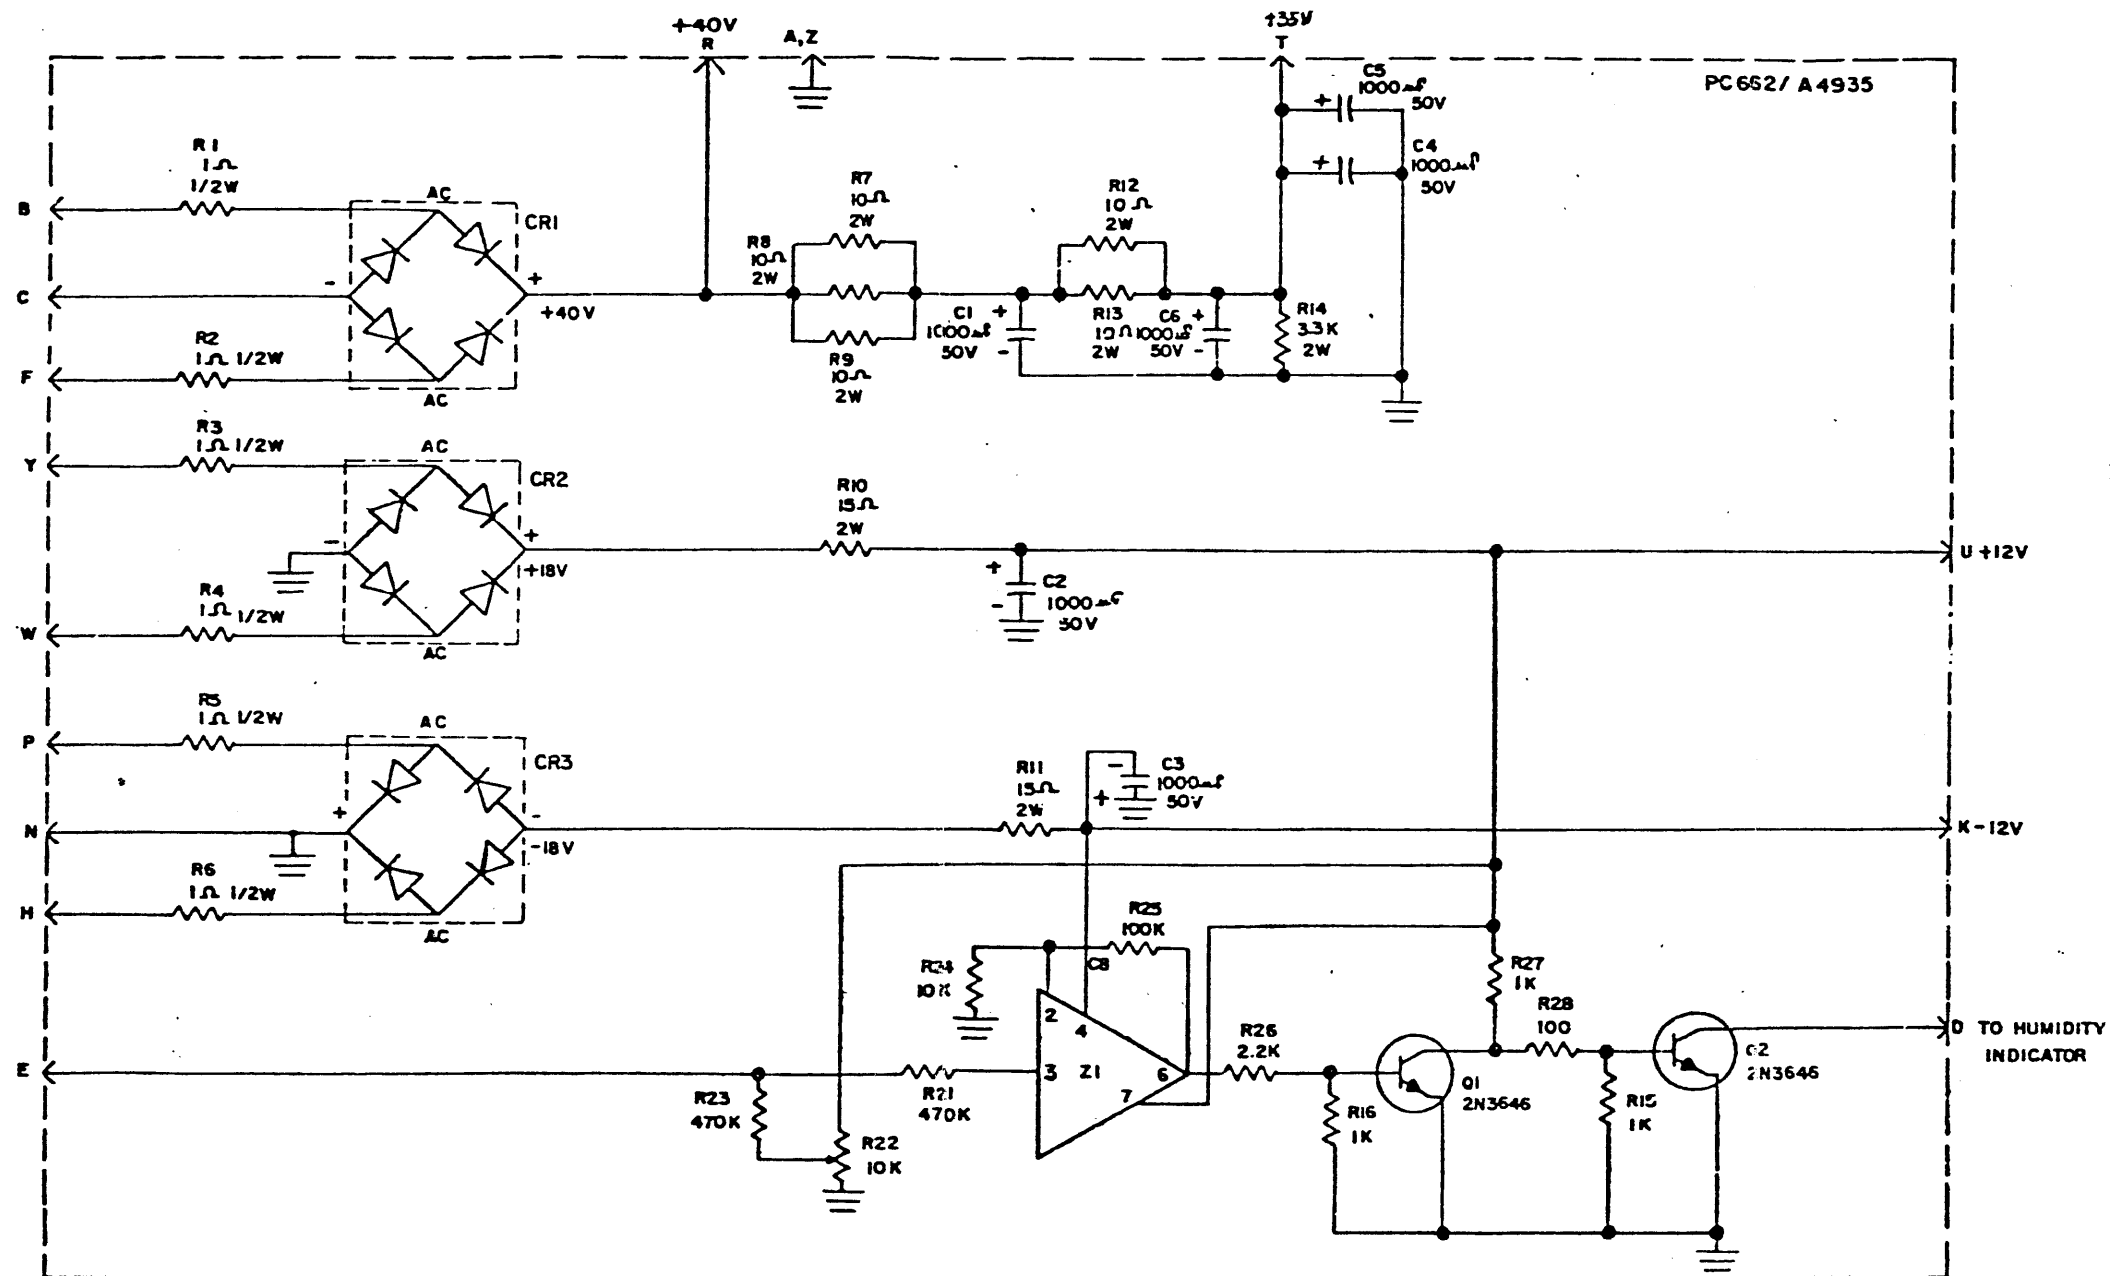 +40V
R
A,Z
+35V
T
PC662/ A4935
C5
1000μf
50V
C4
1000μf
50V
R1
1Ω
1/2W
B
AC
CR1
C
-
+
+40V
R2
1Ω 1/2W
F
AC
R7
10Ω
2W
R8
10Ω
2W
R9
10Ω
2W
C1
1000μf
50V
+
-
R12
10Ω
2W
R13
10Ω
2W
C6
1000μf
50V
+
-
R14
3.3K
2W
+
+
R3
1Ω 1/2W
Y
AC
CR2
-
+
+18V
R4
1Ω 1/2W
W
AC
R10
15Ω
2W
+
-
C2
1000μf
50V
U +12V
R5
1Ω 1/2W
P
AC
CR3
N
+
-
-18V
R6
1Ω 1/2W
H
AC
R11
15Ω
2W
-
+
C3
1000μf
50V
K -12V
R24
10K
R25
100K
C8
2
4
3
Z1
6
7
E
R23
470K
R21
470K
R22
10K
R26
2.2K
R16
1K
Q1
2N3646
R27
1K
R28
100
R15
1K
Q2
2N3646
D TO HUMIDITY
INDICATOR